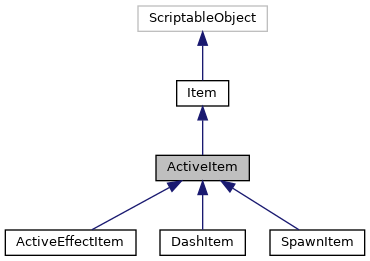 ScriptableObject
Item
ActiveItem
ActiveEffectItem
DashItem
SpawnItem